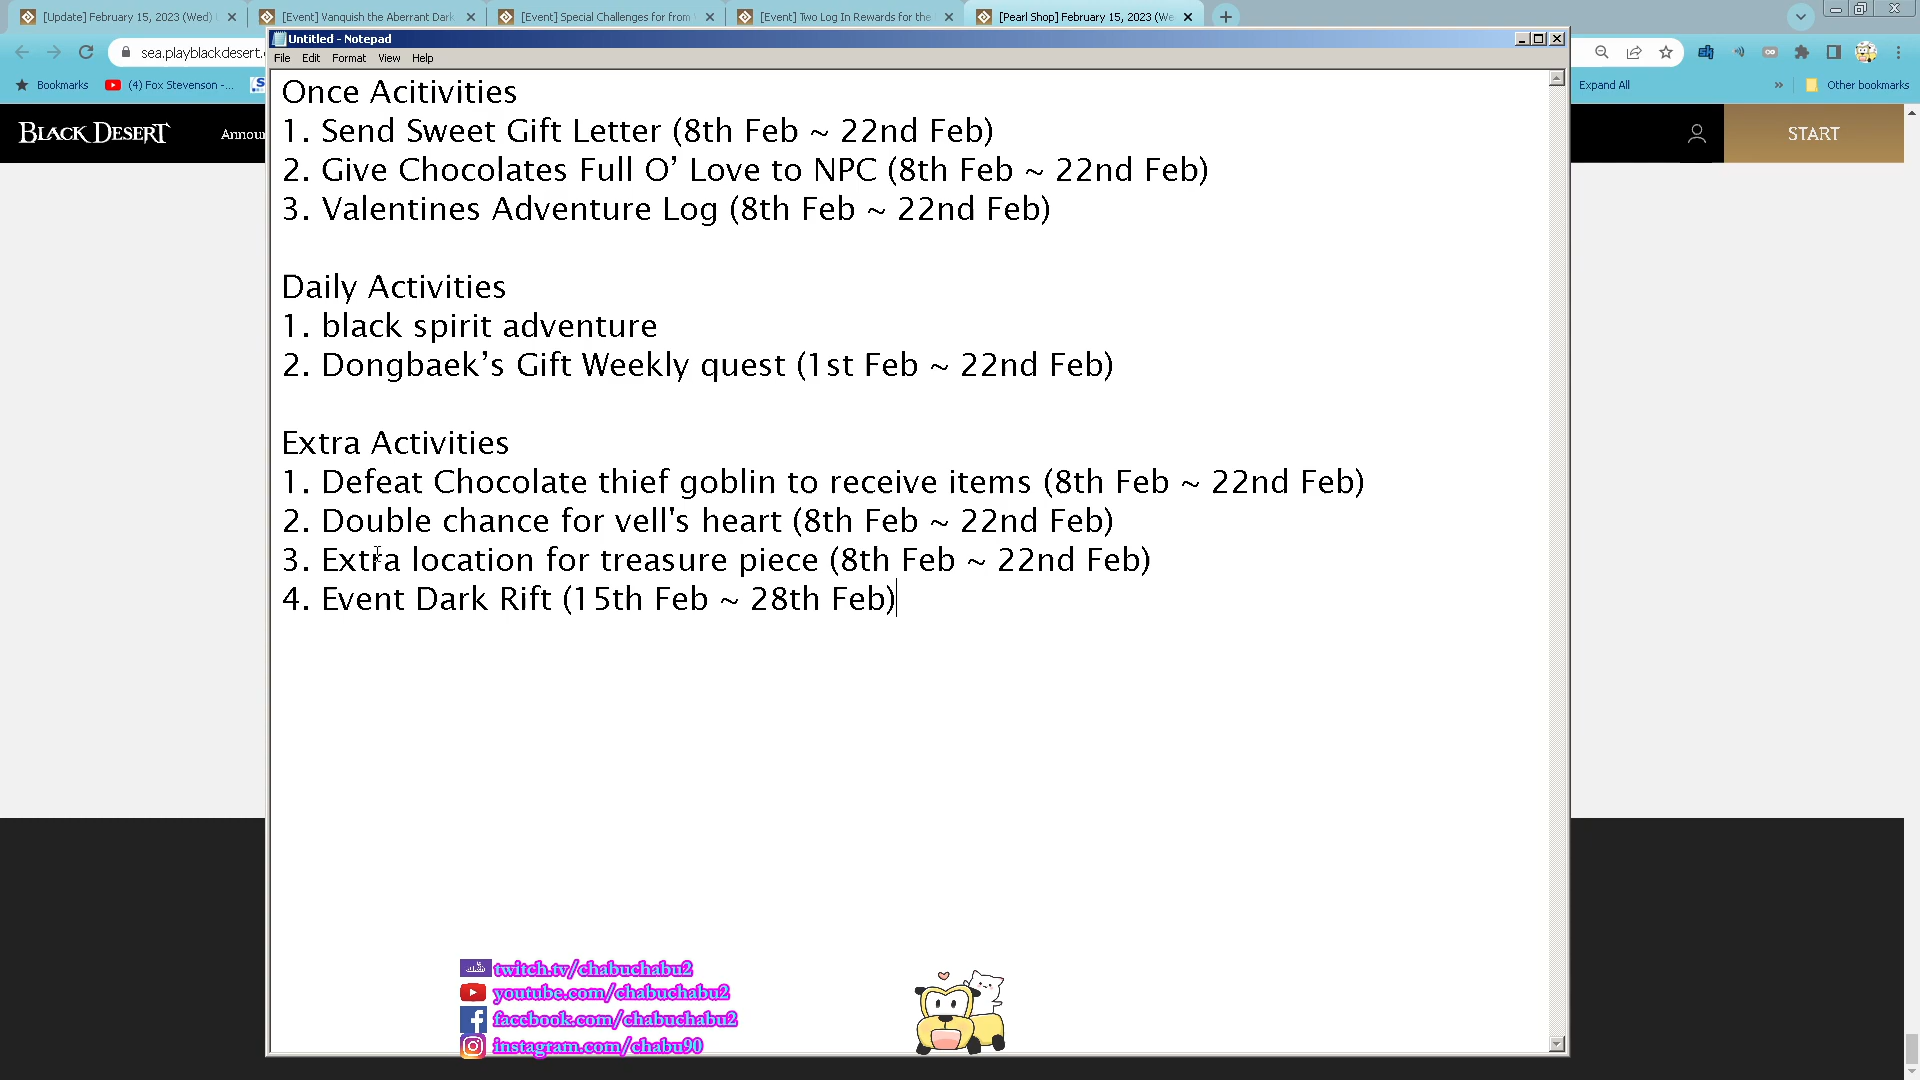 [Update] February 15, 2023 (Wed)
[Event] Vanquish the Aberrant Dark
[Event] Special Challenges for from
[Event] Two Log In Rewards for the
[Pearl Shop] February 15, 2023 (We
Untitled - Notepad
sea.playblackdesert.c
File Edit Format View Help
Bookmarks
(4) Fox Stevenson -...
Expand All
»
Other bookmarks
BLACK DESERT
Announ
START
Once Acitivities
1. Send Sweet Gift Letter (8th Feb ~ 22nd Feb)
2. Give Chocolates Full O’ Love to NPC (8th Feb ~ 22nd Feb)
3. Valentines Adventure Log (8th Feb ~ 22nd Feb)
Daily Activities
1. black spirit adventure
2. Dongbaek’s Gift Weekly quest (1st Feb ~ 22nd Feb)
Extra Activities
1. Defeat Chocolate thief goblin to receive items (8th Feb ~ 22nd Feb)
2. Double chance for vell's heart (8th Feb ~ 22nd Feb)
3. Extra location for treasure piece (8th Feb ~ 22nd Feb)
4. Event Dark Rift (15th Feb ~ 28th Feb)
twitch.tv/chabuchabu2
youtube.com/chabuchabu2
facebook.com/chabuchabu2
instagram.com/chabu90